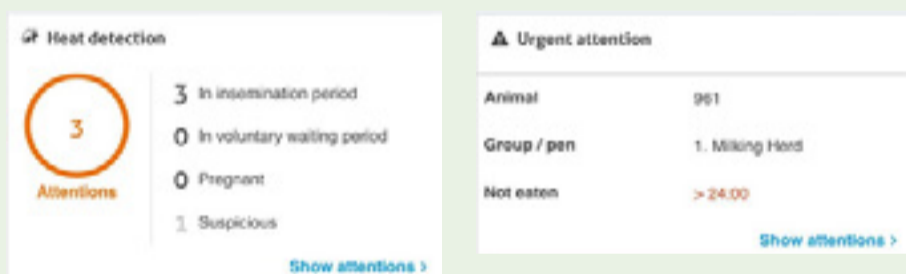 Heat detection
3
Attentions
3 In insemination period
0 In voluntary waiting period
0 Pregnant
1 Suspicious
Show attentions >
Urgent attention
Animal 961
Group / pen 1. Milking Herd
Not eaten > 24:00
Show attentions >